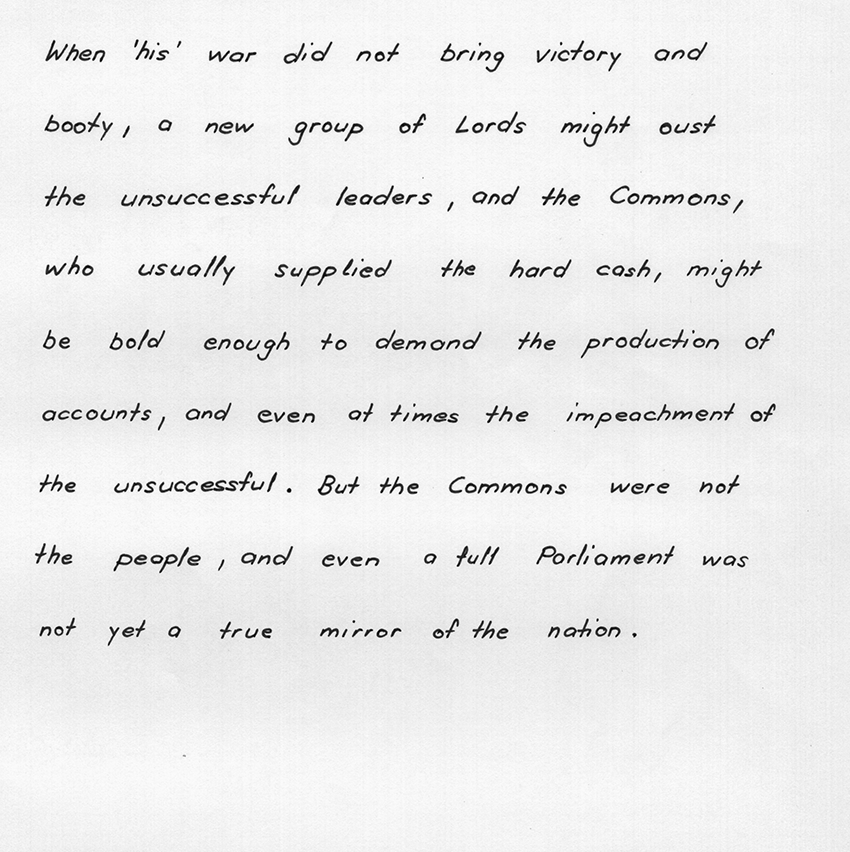 When 'his' war did not bring victory and
booty, a new group of Lords might oust
the unsuccessful leaders, and the Commons,
who usually supplied the hard cash, might
be bold enough to demand the production of
accounts, and even at times the impeachment of
the unsuccessful. But the Commons were not
the people, and even a full Parliament was
not yet a true mirror of the nation.